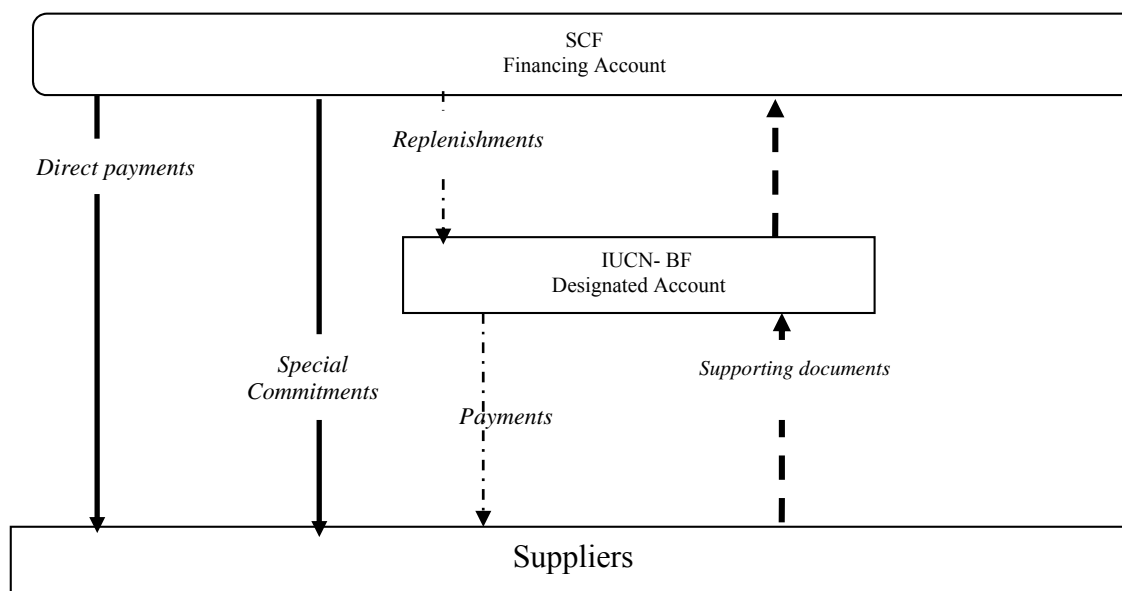 SCF
Financing Account
Replenishments
Direct payments
IUCN- BF
Designated Account
Special
Commitments
Supporting documents
Payments
Suppliers